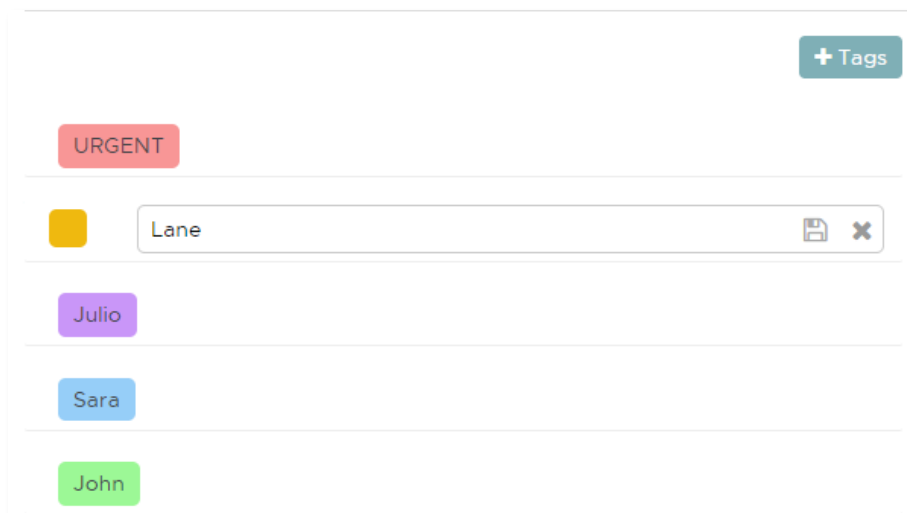 + Tags
URGENT
Lane
Julio
Sara
John